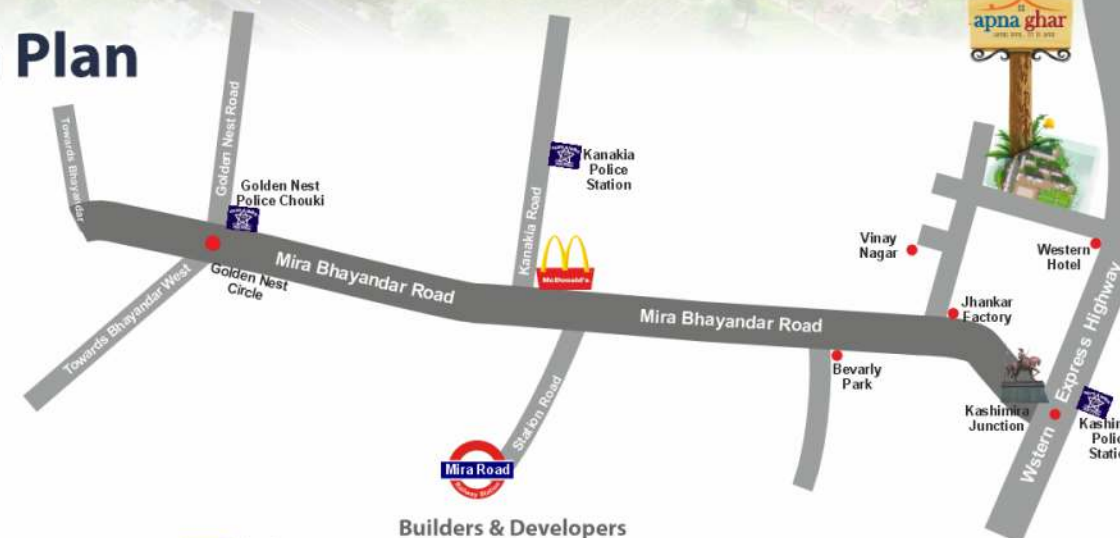 Plan
apna ghar
Towards Bhayandar
Golden Nest Road
Golden Nest
Police Chouki
Golden Nest
Circle
Towards Bhayandar West
Mira Bhayandar Road
Kanakia Road
Kanakia
Police
Station
McDonald's
Mira Bhayandar Road
Station Road
Mira Road
Railway Station
Bevarly
Park
Vinay
Nagar
Western
Hotel
Jhankar
Factory
Kashimira
Junction
Wstern Express Highway
Builders & Developers